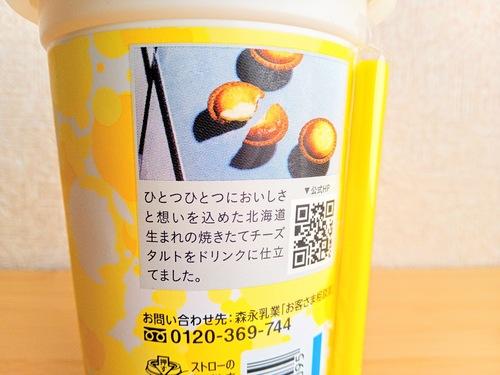 ▼公式HP
ひとつひとつにおいしさ
と想いを込めた北海道
生まれの焼きたてチーズ
タルトをドリンクに仕立
てました。
お問い合わせ先:森永乳業「お客さま相談室
0120-369-744
押す
ストローの